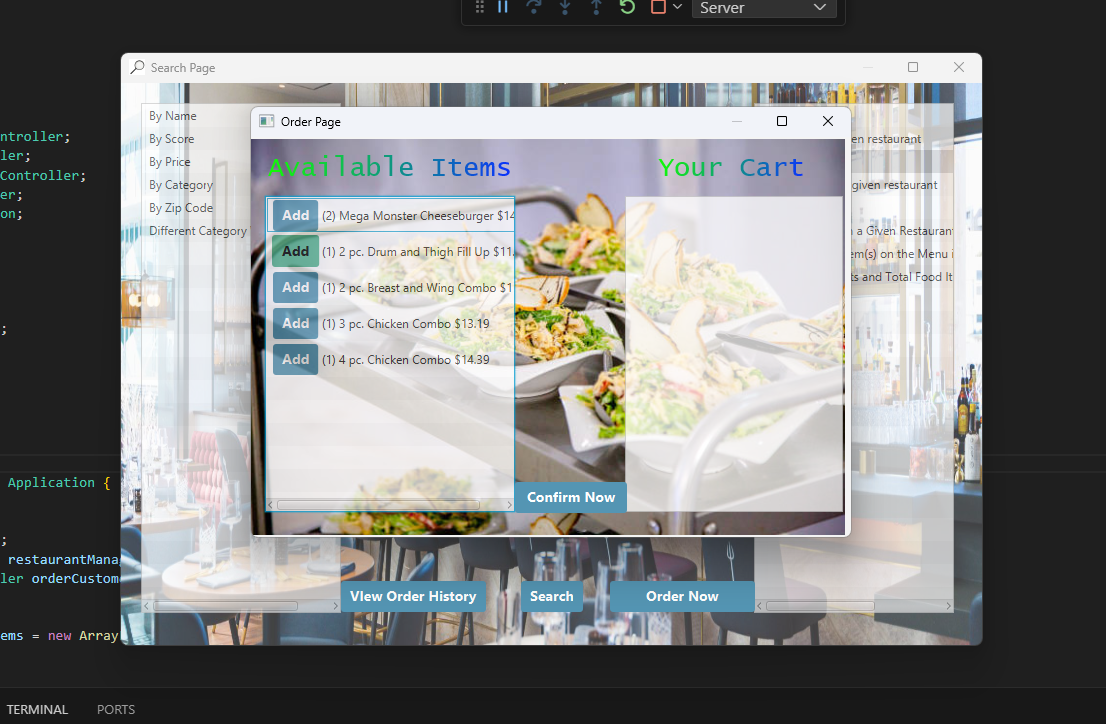 Server
Search Page
By Name
By Score
By Price
By Category
By Zip Code
Different Category
en restaurant
given restaurant
a Given Restauran
em(s) on the Menu i
ts and Total Food It
Order Page
Available Items
Your Cart
Add (2) Mega Monster Cheeseburger $14
Add (1) 2 pc. Drum and Thigh Fill Up $11.
Add (1) 2 pc. Breast and Wing Combo $1
Add (1) 3 pc. Chicken Combo $13.19
Add (1) 4 pc. Chicken Combo $14.39
Confirm Now
VIew Order History
Search
Order Now
ntroller;
ler;
Controller;
er;
on;
;
Application {
;
restaurantMana
ler orderCustom
ems = new Array
TERMINAL
PORTS